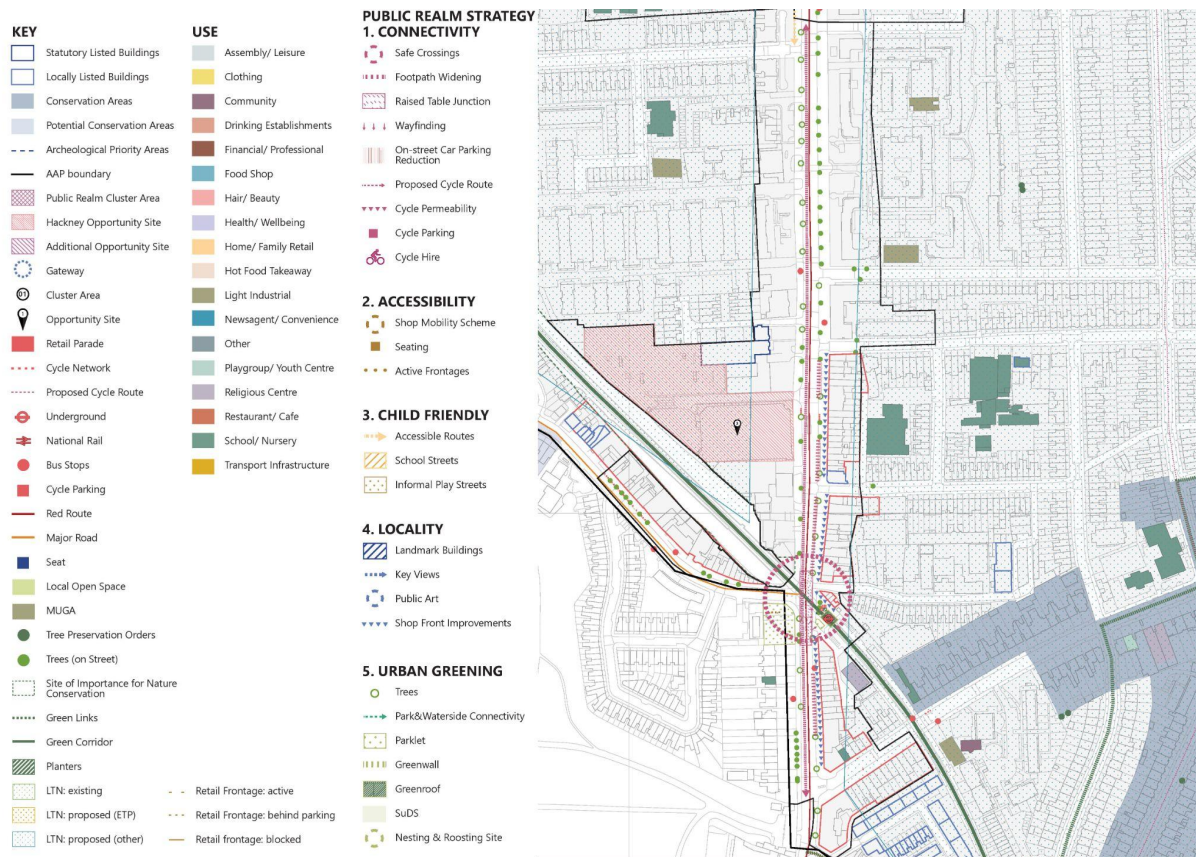 KEY
Statutory Listed Buildings
Locally Listed Buildings
Conservation Areas
Potential Conservation Areas
Archeological Priority Areas
AAP boundary
Public Realm Cluster Area
Hackney Opportunity Site
Additional Opportunity Site
Gateway
01
Cluster Area
Opportunity Site
Retail Parade
Cycle Network
Proposed Cycle Route
Underground
National Rail
Bus Stops
Cycle Parking
Red Route
Major Road
Seat
Local Open Space
MUGA
Tree Preservation Orders
Trees (on Street)
Site of Importance for Nature
Conservation
Green Links
Green Corridor
Planters
LTN: existing
LTN: proposed (ETP)
LTN: proposed (other)
Retail Frontage: active
Retail Frontage: behind parking
Retail frontage: blocked
USE
Assembly/ Leisure
Clothing
Community
Drinking Establishments
Financial/ Professional
Food Shop
Hair/ Beauty
Health/ Wellbeing
Home/ Family Retail
Hot Food Takeaway
Light Industrial
Newsagent/ Convenience
Other
Playgroup/ Youth Centre
Religious Centre
Restaurant/ Cafe
School/ Nursery
Transport Infrastructure
PUBLIC REALM STRATEGY
1. CONNECTIVITY
Safe Crossings
Footpath Widening
Raised Table Junction
Wayfinding
On-street Car Parking
Reduction
Proposed Cycle Route
Cycle Permeability
Cycle Parking
Cycle Hire
2. ACCESSIBILITY
Shop Mobility Scheme
Seating
Active Frontages
3. CHILD FRIENDLY
Accessible Routes
School Streets
Informal Play Streets
4. LOCALITY
Landmark Buildings
Key Views
Public Art
Shop Front Improvements
5. URBAN GREENING
Trees
Park&Waterside Connectivity
Parklet
Greenwall
Greenroof
SuDS
Nesting & Roosting Site